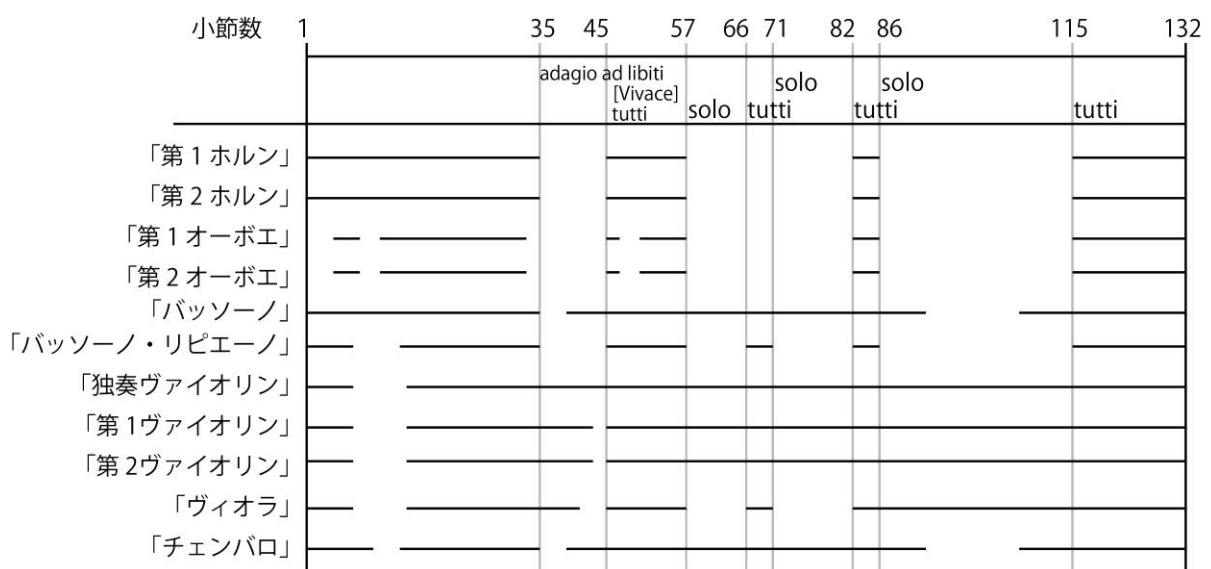 小節数 1 35 45 57 66 71 82 86 115 132
adagio ad libiti
[Vivace]
tutti
solo
tutti
solo
tutti
solo
tutti
「第 1 ホルン」
「第 2 ホルン」
「第 1 オーボエ」
「第 2 オーボエ」
「バッソーノ」
「バッソーノ・リピエーノ」
「独奏ヴァイオリン」
「第 1ヴァイオリン」
「第 2ヴァイオリン」
「ヴィオラ」
「チェンバロ」